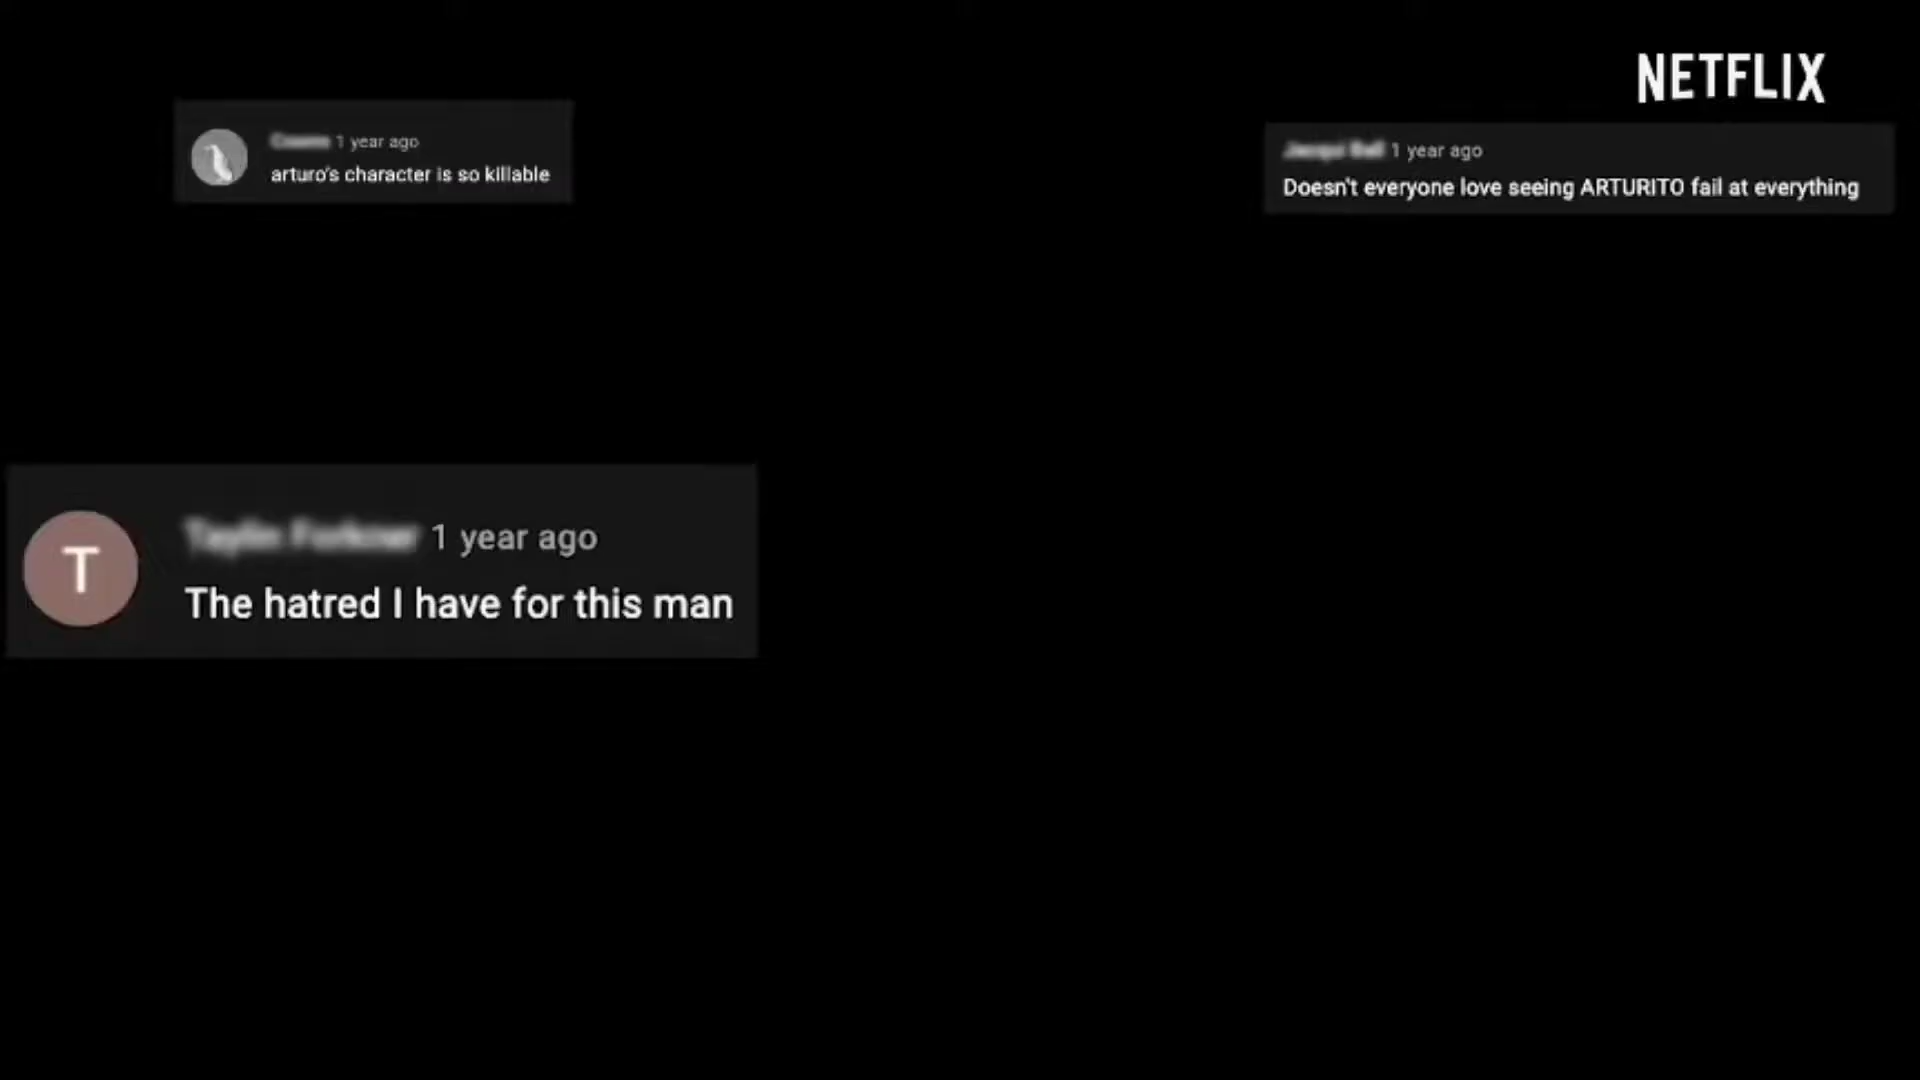 NETFLIX
1 year ago
arturo's character is so killable
1 year ago
Doesn't everyone love seeing ARTURITO fail at everything
T
1 year ago
The hatred I have for this man